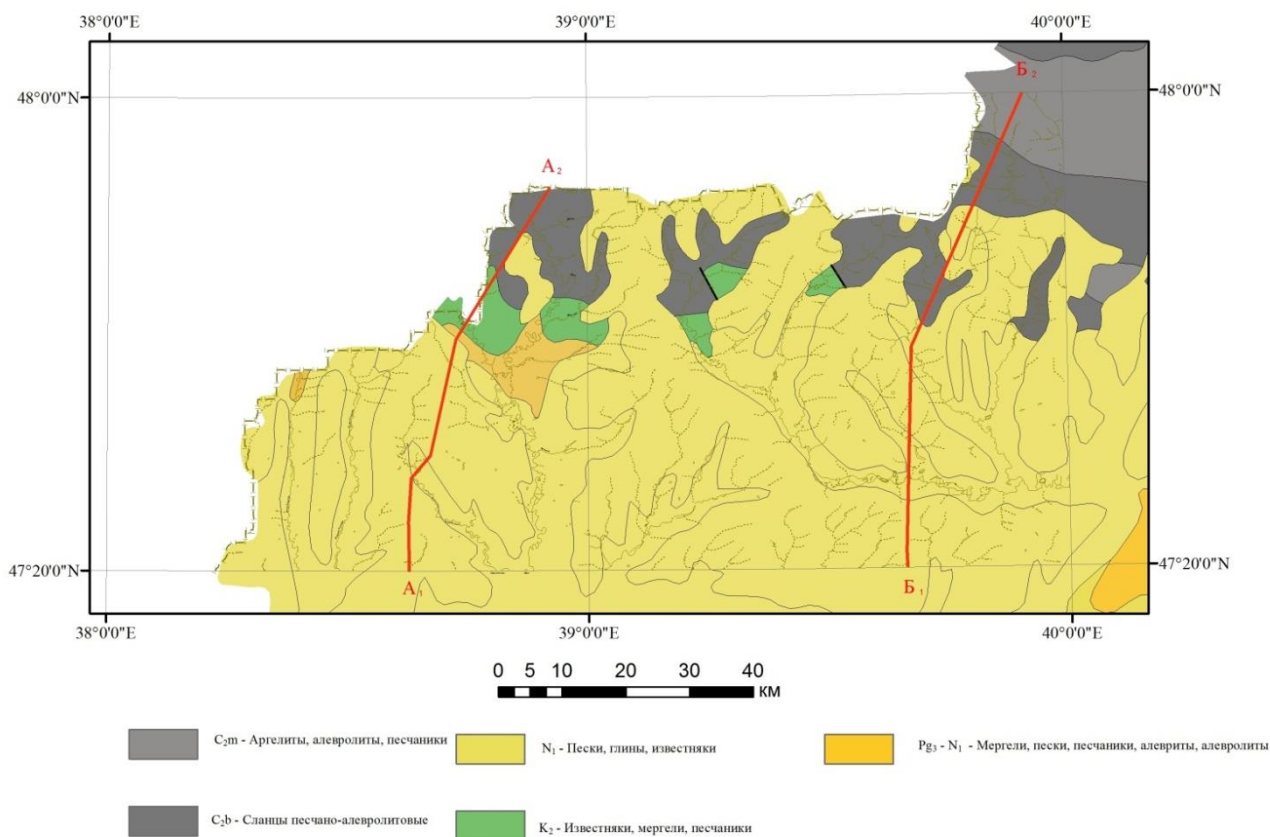 38°0'0"E 39°0'0"E 40°0'0"E
48°0'0"N 48°0'0"N
Б₂
А₂
47°20'0"N 47°20'0"N
А₁ Б₁
38°0'0"E 39°0'0"E 40°0'0"E
0 5 10 20 30 40
км
C₂m - Аргелиты, алевролиты, песчаники
N₁ - Пески, глины, известняки
Pg₃ - N₁ - Мергели, пески, песчаники, алевриты, алевролиты
C₂b - Сланцы песчано-алевролитовые
K₂ - Известняки, мергели, песчаники